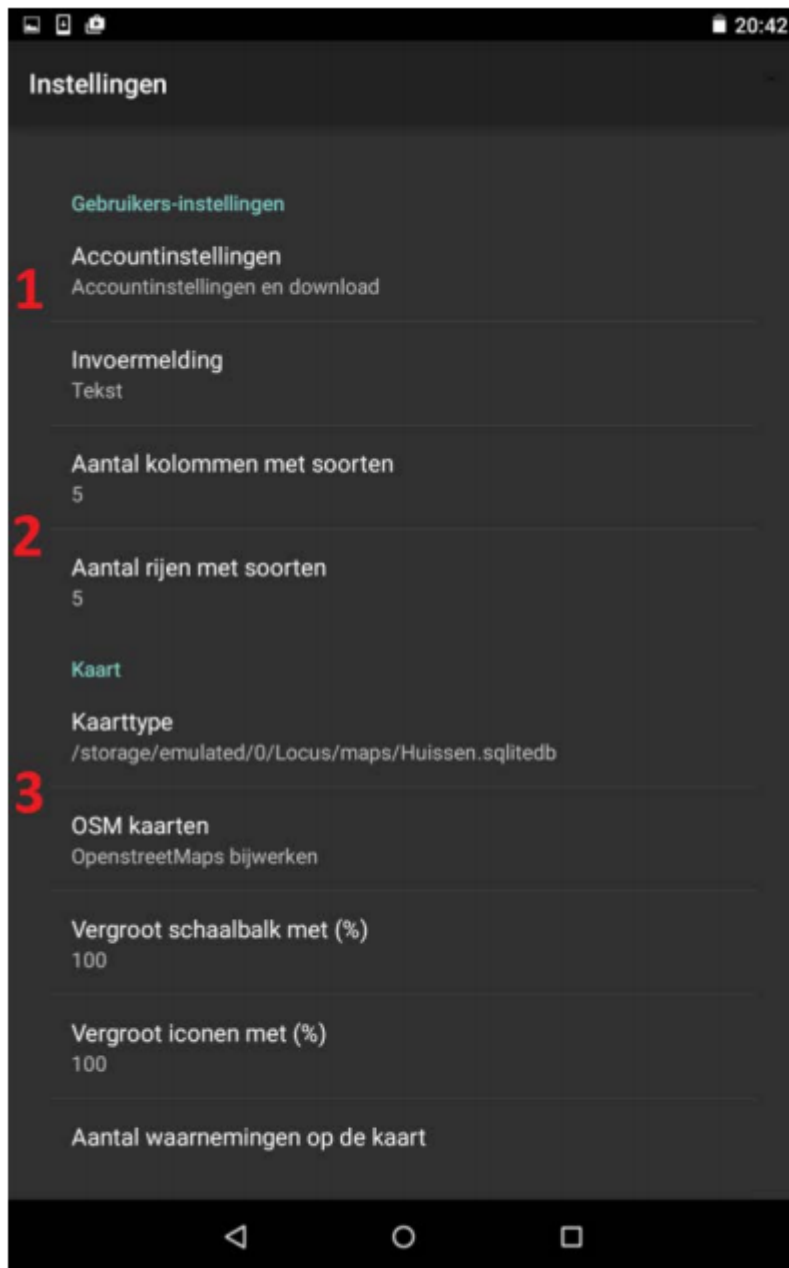 20:42
Instellingen
Gebruikers-instellingen
Accountinstellingen
1
Accountinstellingen en download
Invoermelding
Tekst
Aantal kolommen met soorten
5
2
Aantal rijen met soorten
5
Kaart
Kaarttype
/storage/emulated/0/Locus/maps/Huissen.sqlitedb
3
OSM kaarten
OpenstreetMaps bijwerken
Vergroot schaalbalk met (%)
100
Vergroot iconen met (%)
100
Aantal waarnemingen op de kaart